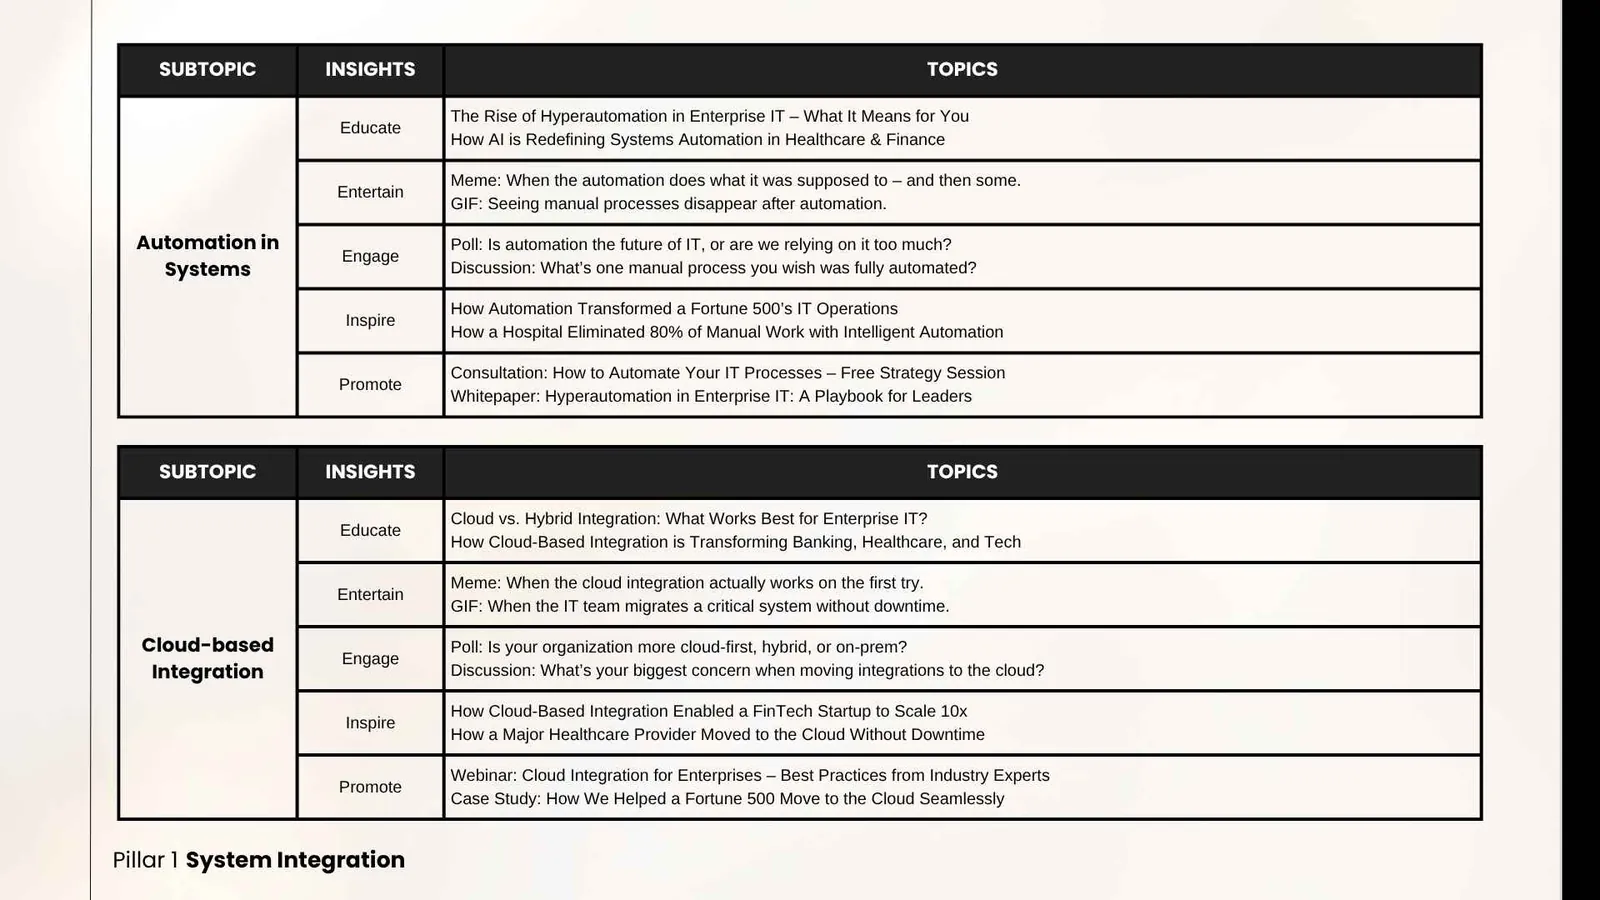 SUBTOPIC INSIGHTS TOPICS
Automation in
Systems
Educate
The Rise of Hyperautomation in Enterprise IT – What It Means for You
How AI is Redefining Systems Automation in Healthcare & Finance
Entertain
Meme: When the automation does what it was supposed to – and then some.
GIF: Seeing manual processes disappear after automation.
Engage
Poll: Is automation the future of IT, or are we relying on it too much?
Discussion: What’s one manual process you wish was fully automated?
Inspire
How Automation Transformed a Fortune 500’s IT Operations
How a Hospital Eliminated 80% of Manual Work with Intelligent Automation
Promote
Consultation: How to Automate Your IT Processes – Free Strategy Session
Whitepaper: Hyperautomation in Enterprise IT: A Playbook for Leaders
SUBTOPIC INSIGHTS TOPICS
Cloud-based
Integration
Educate
Cloud vs. Hybrid Integration: What Works Best for Enterprise IT?
How Cloud-Based Integration is Transforming Banking, Healthcare, and Tech
Entertain
Meme: When the cloud integration actually works on the first try.
GIF: When the IT team migrates a critical system without downtime.
Engage
Poll: Is your organization more cloud-first, hybrid, or on-prem?
Discussion: What’s your biggest concern when moving integrations to the cloud?
Inspire
How Cloud-Based Integration Enabled a FinTech Startup to Scale 10x
How a Major Healthcare Provider Moved to the Cloud Without Downtime
Promote
Webinar: Cloud Integration for Enterprises – Best Practices from Industry Experts
Case Study: How We Helped a Fortune 500 Move to the Cloud Seamlessly
Pillar 1 System Integration